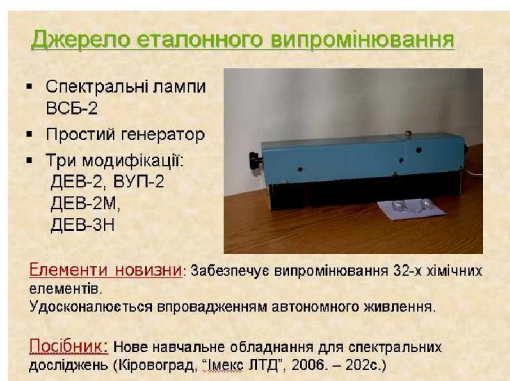 Джерело еталонного випромінювання
▪ Спектральні лампи
ВСБ-2
▪ Простий генератор
▪ Три модифікації:
ДЕВ-2, ВУП-2
ДЕВ-2М,
ДЕВ-3Н
Елементи новизни: Забезпечує випромінювання 32-х хімічних
елементів.
Удосконалюється впровадженням автономного живлення.
Посібник: Нове навчальне обладнання для спектральних
досліджень (Кіровоград, “Імекс ЛТД”, 2006. – 202с.)